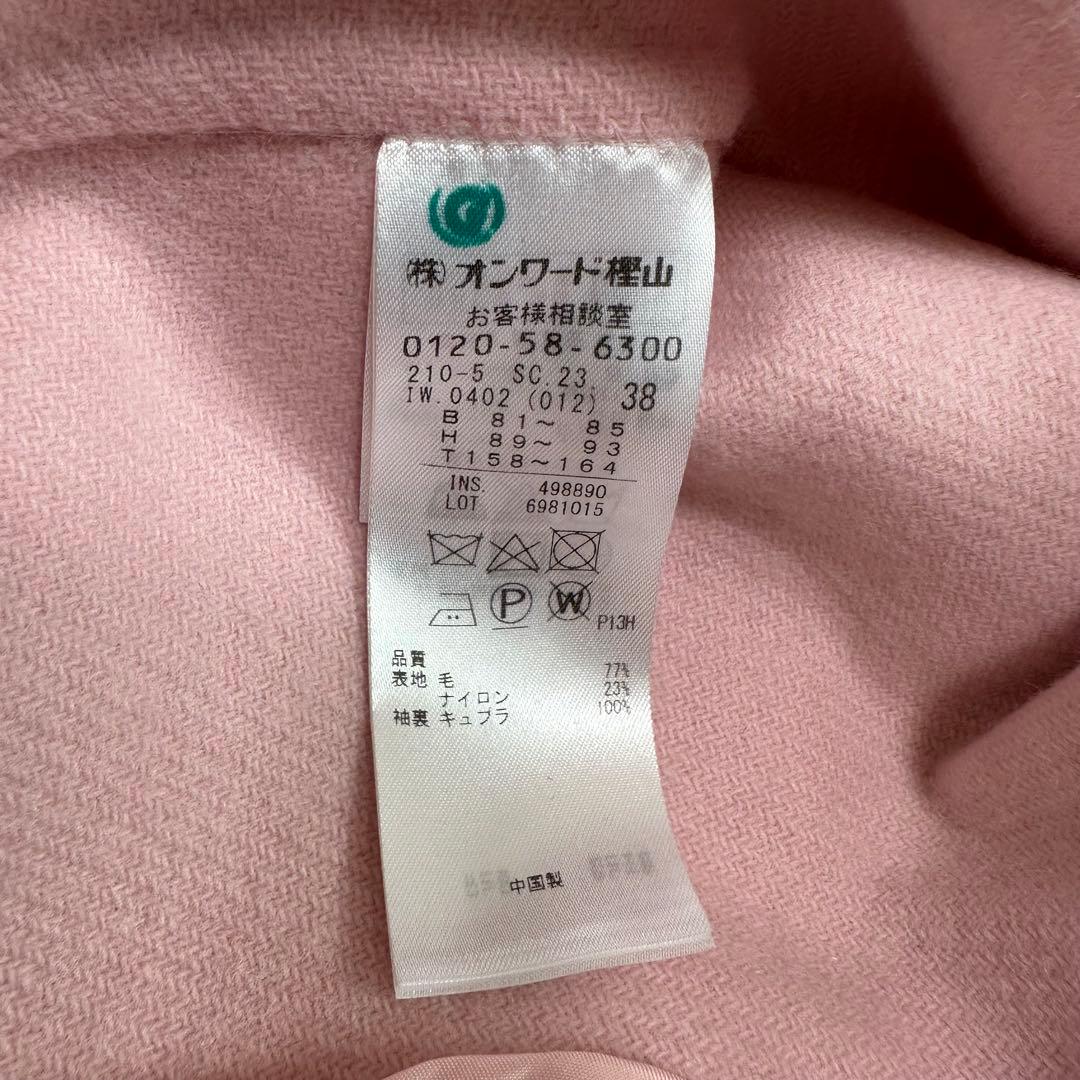 ㈱オンワード樫山
お客様相談室
0120-58-6300
210-5 SC.23.
IW.0402 (012) 38
B 81〜 85
H 89〜 93
T158〜164
INS. 498890
LOT 6981015
P
W
P13H
品質
表地 毛 77%
ナイロン 23%
袖裏 キュプラ 100%
中国製